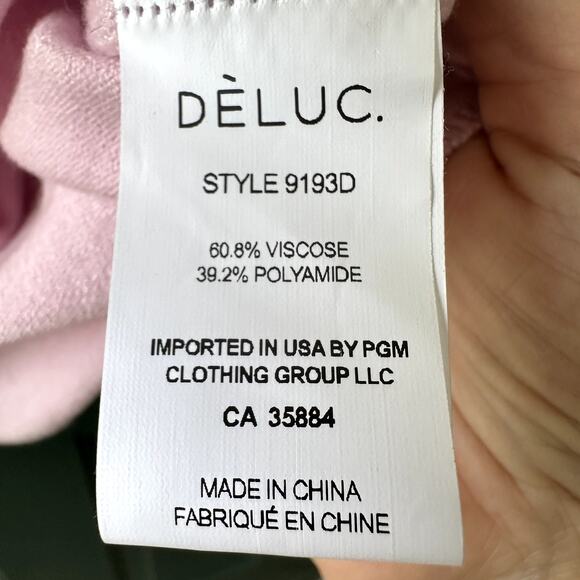 DÈLUC.
STYLE 9193D
60.8% VISCOSE
39.2% POLYAMIDE
IMPORTED IN USA BY PGM
CLOTHING GROUP LLC
CA 35884
MADE IN CHINA
FABRIQUÉ EN CHINE